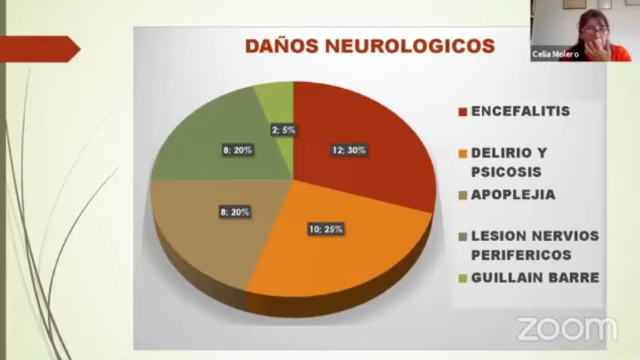 Celia Molero
DAÑOS NEUROLOGICOS
2; 5%
8; 20%
12; 30%
8; 20%
10; 25%
ENCEFALITIS
DELIRIO Y
PSICOSIS
APOPLEJIA
LESION NERVIOS
PERIFERICOS
GUILLAIN BARRE
zoom